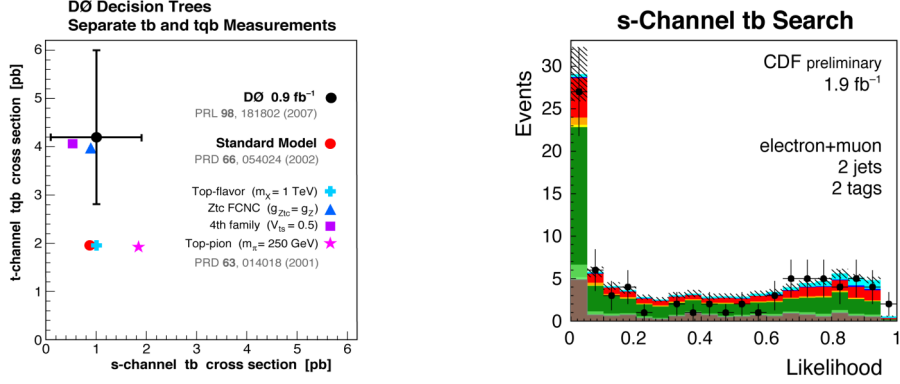 DØ Decision Trees
Separate tb and tqb Measurements
t-channel tqb cross section [pb]
6
5
4
3
2
1
0
DØ 0.9 fb⁻¹
PRL 98, 181802 (2007)
Standard Model
PRD 66, 054024 (2002)
Top-flavor (mX = 1 TeV)
Ztc FCNC (gZtc = gZ)
4th family (Vts = 0.5)
Top-pion (mπ = 250 GeV)
PRD 63, 014018 (2001)
0 1 2 3 4 5 6
s-channel tb cross section [pb]
s-Channel tb Search
Events
30
25
20
15
10
5
0
CDF preliminary
1.9 fb⁻¹
electron+muon
2 jets
2 tags
0 0.2 0.4 0.6 0.8 1
Likelihood